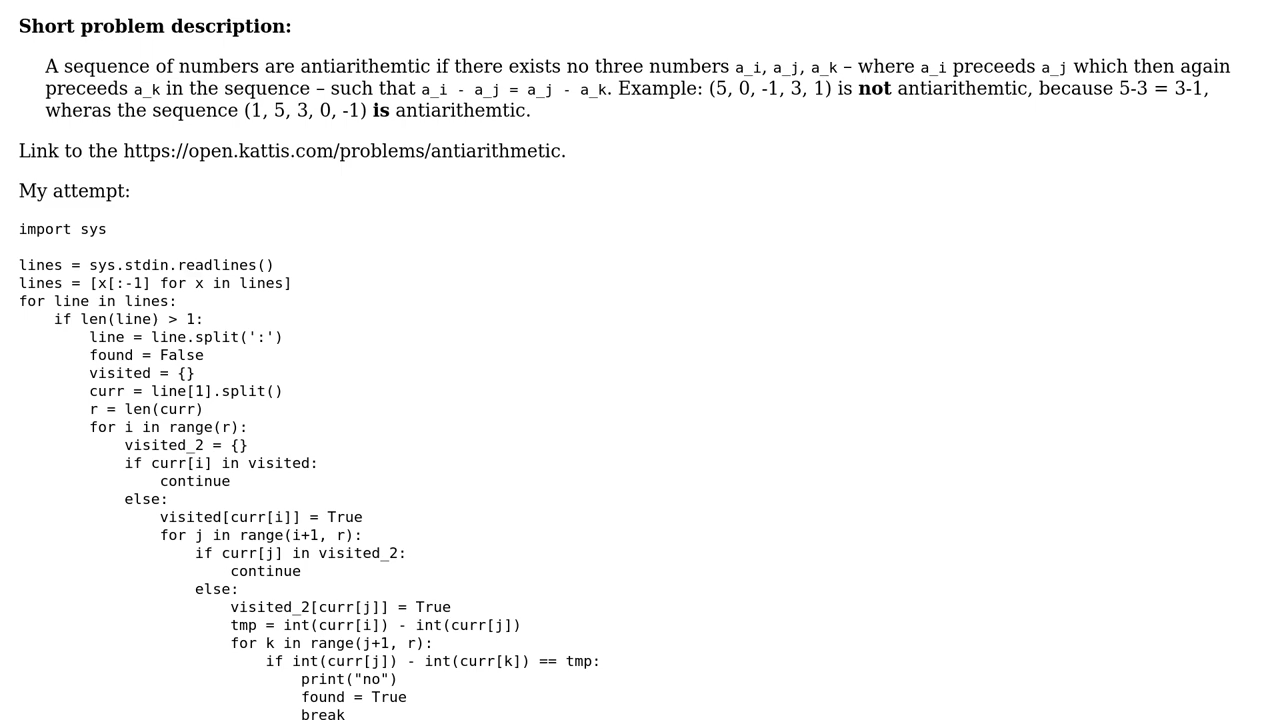 Short problem description:
A sequence of numbers are antiarithemtic if there exists no three numbers a_i, a_j, a_k – where a_i preceeds a_j which then again
preceeds a_k in the sequence – such that a_i - a_j = a_j - a_k. Example: (5, 0, -1, 3, 1) is not antiarithemtic, because 5-3 = 3-1,
wheras the sequence (1, 5, 3, 0, -1) is antiarithemtic.
Link to the https://open.kattis.com/problems/antiarithmetic.
My attempt:
import sys
lines = sys.stdin.readlines()
lines = [x[:-1] for x in lines]
for line in lines:
    if len(line) > 1:
        line = line.split(':')
        found = False
        visited = {}
        curr = line[1].split()
        r = len(curr)
        for i in range(r):
            visited_2 = {}
            if curr[i] in visited:
                continue
            else:
                visited[curr[i]] = True
                for j in range(i+1, r):
                    if curr[j] in visited_2:
                        continue
                    else:
                        visited_2[curr[j]] = True
                        tmp = int(curr[i]) - int(curr[j])
                        for k in range(j+1, r):
                            if int(curr[j]) - int(curr[k]) == tmp:
                                print("no")
                                found = True
                                break